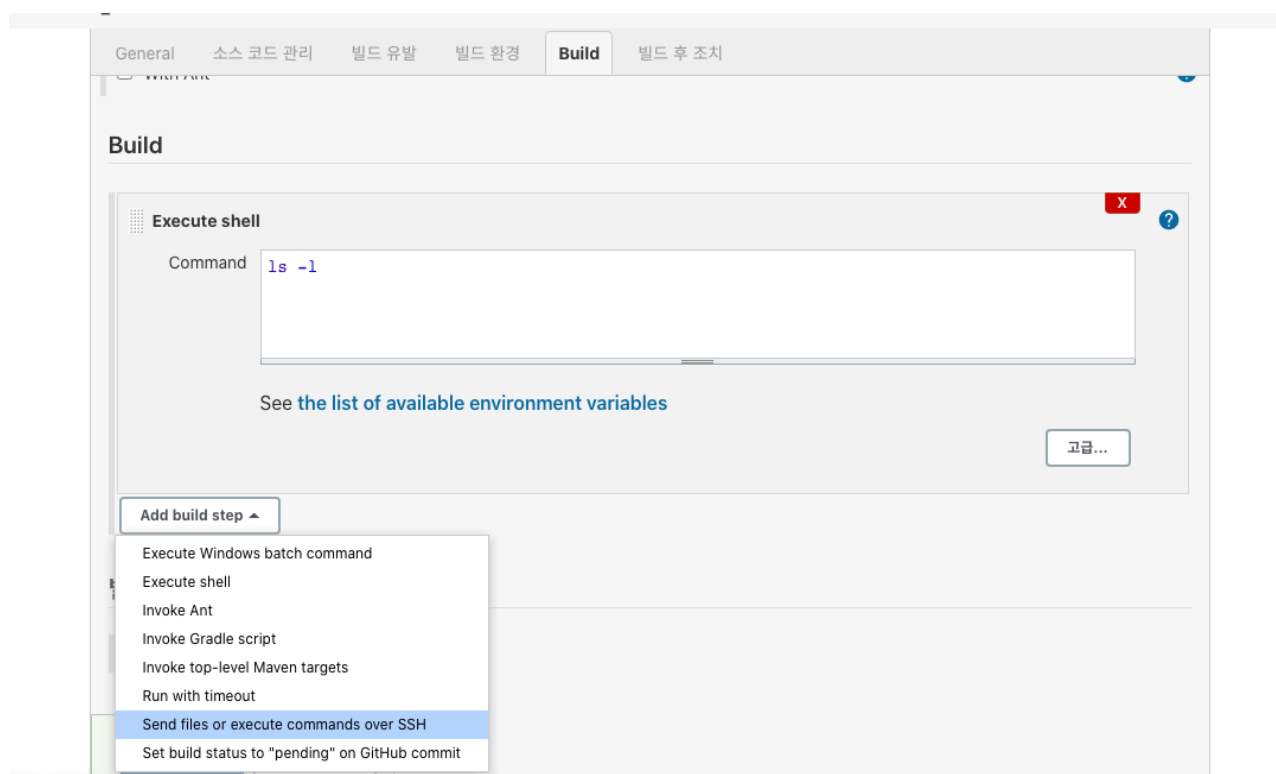 General 소스 코드 관리 빌드 유발 빌드 환경 Build 빌드 후 조치
With Ant
Build
X
Execute shell
?
Command
ls -l
See the list of available environment variables
고급...
Add build step
Execute Windows batch command
Execute shell
Invoke Ant
Invoke Gradle script
Invoke top-level Maven targets
Run with timeout
Send files or execute commands over SSH
Set build status to "pending" on GitHub commit